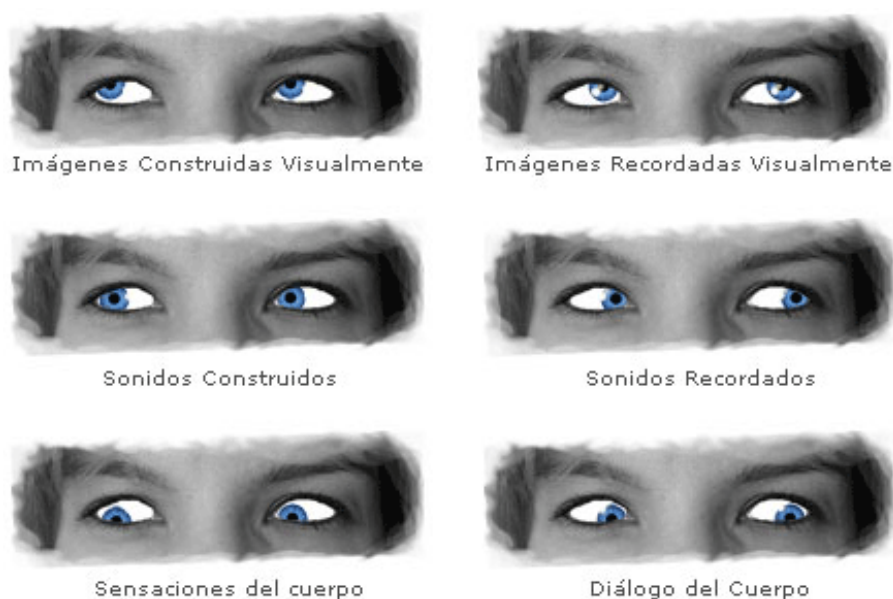 Imágenes Construidas Visualmente
Imágenes Recordadas Visualmente
Sonidos Construidos
Sonidos Recordados
Sensaciones del cuerpo
Diálogo del Cuerpo